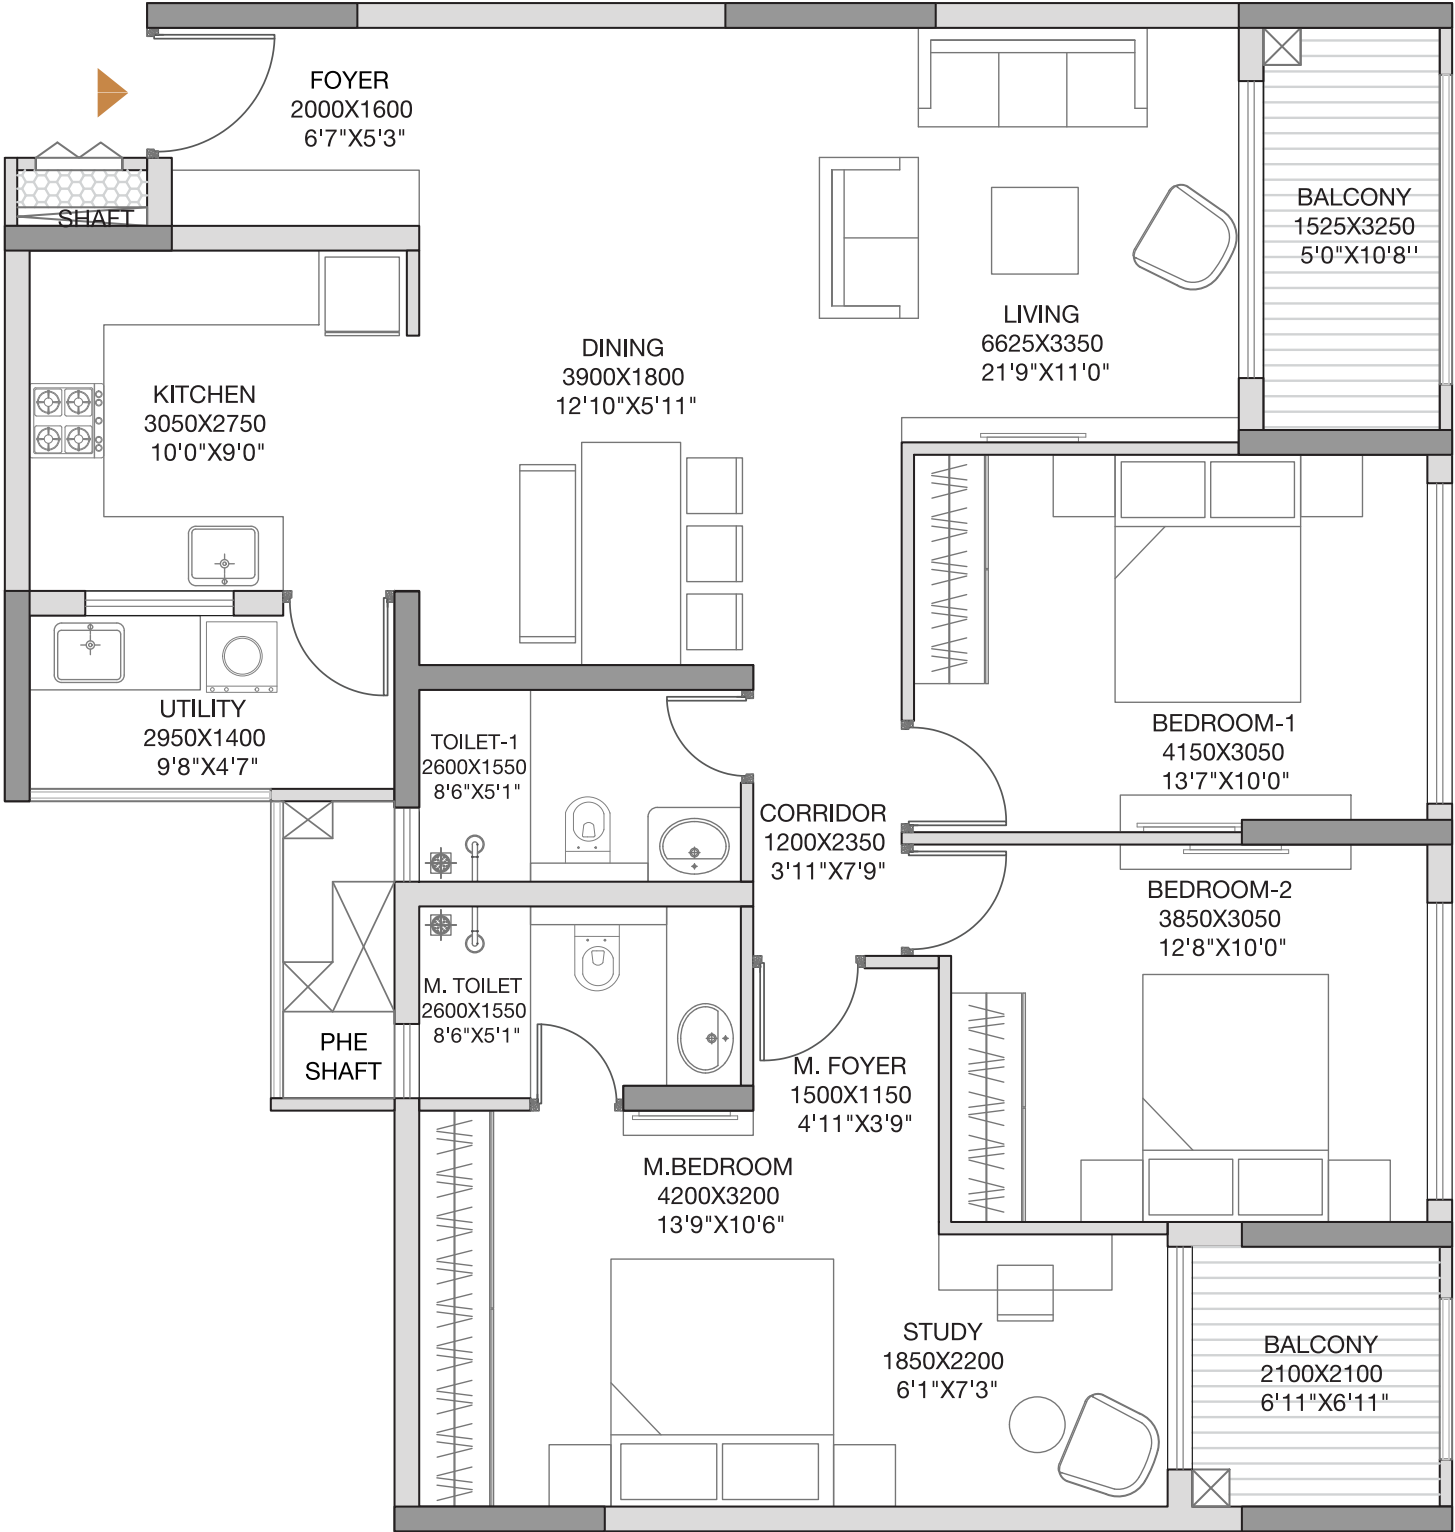 FOYER
2000X1600
6'7"X5'3"
SHAFT
BALCONY
1525X3250
5'0"X10'8''
LIVING
6625X3350
21'9"X11'0"
DINING
3900X1800
12'10"X5'11"
KITCHEN
3050X2750
10'0"X9'0"
UTILITY
2950X1400
9'8"X4'7"
TOILET-1
2600X1550
8'6"X5'1"
BEDROOM-1
4150X3050
13'7"X10'0"
CORRIDOR
1200X2350
3'11"X7'9"
BEDROOM-2
3850X3050
12'8"X10'0"
M. TOILET
2600X1550
8'6"X5'1"
PHE
SHAFT
M. FOYER
1500X1150
4'11"X3'9"
M.BEDROOM
4200X3200
13'9"X10'6"
STUDY
1850X2200
6'1"X7'3"
BALCONY
2100X2100
6'11"X6'11"